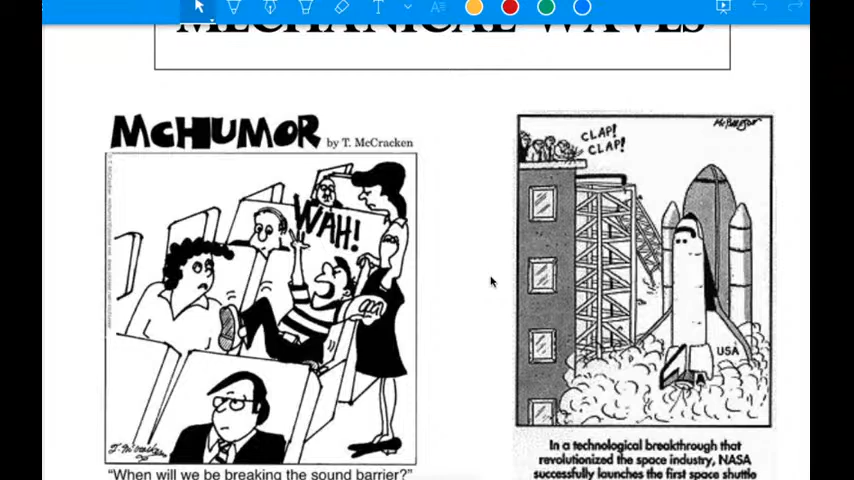 MECHANICAL WAVES
McHUMOR by T. McCracken
WAH!
"When will we be breaking the sound barrier?"
CLAP!
CLAP!
USA
In a technological breakthrough that
revolutionized the space industry, NASA
successfully launches the first space shuttle